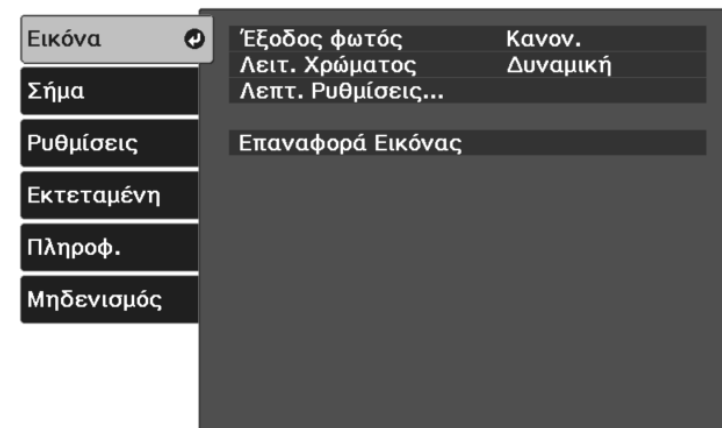 Εικόνα
Σήμα
Ρυθμίσεις
Εκτεταμένη
Πληροφ.
Μηδενισμός
Έξοδος φωτός Κανον.
Λειτ. Χρώματος Δυναμική
Λεπτ. Ρυθμίσεις...
Επαναφορά Εικόνας